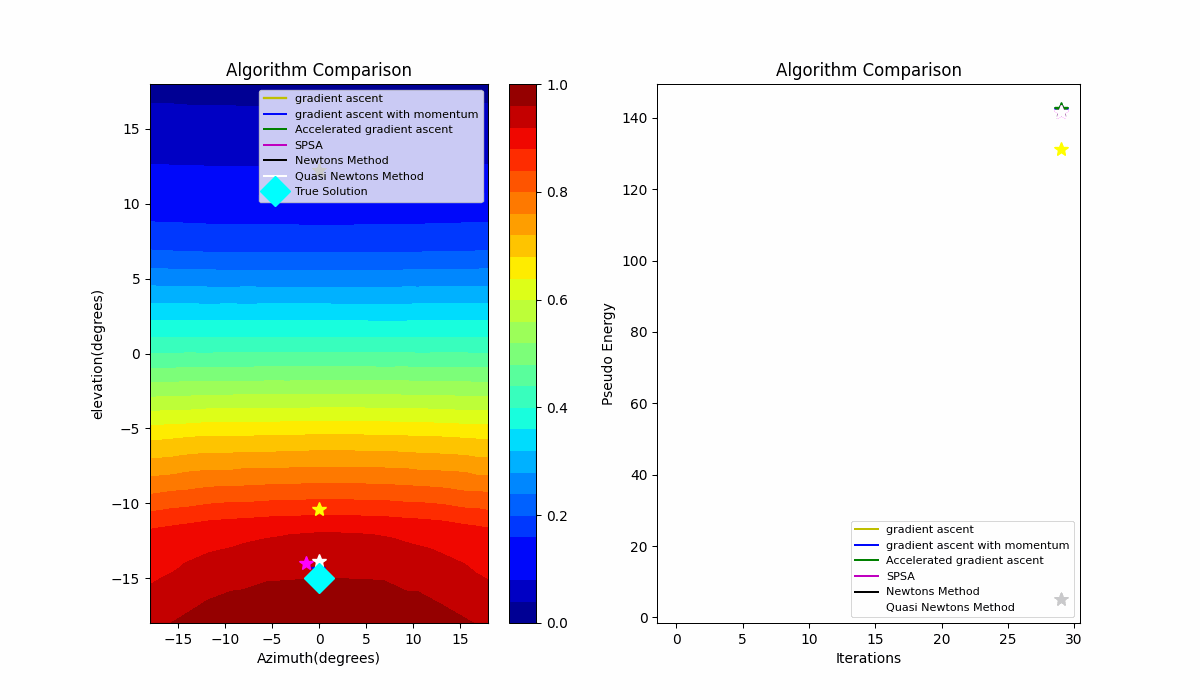 Algorithm Comparison
gradient ascent
gradient ascent with momentum
Accelerated gradient ascent
SPSA
Newtons Method
Quasi Newtons Method
True Solution
15
10
5
0
−5
−10
−15
elevation(degrees)
−15 −10 −5 0 5 10 15
Azimuth(degrees)
1.0
0.8
0.6
0.4
0.2
0.0
Algorithm Comparison
140
120
100
80
60
40
20
0
Pseudo Energy
gradient ascent
gradient ascent with momentum
Accelerated gradient ascent
SPSA
Newtons Method
Quasi Newtons Method
0 5 10 15 20 25 30
Iterations